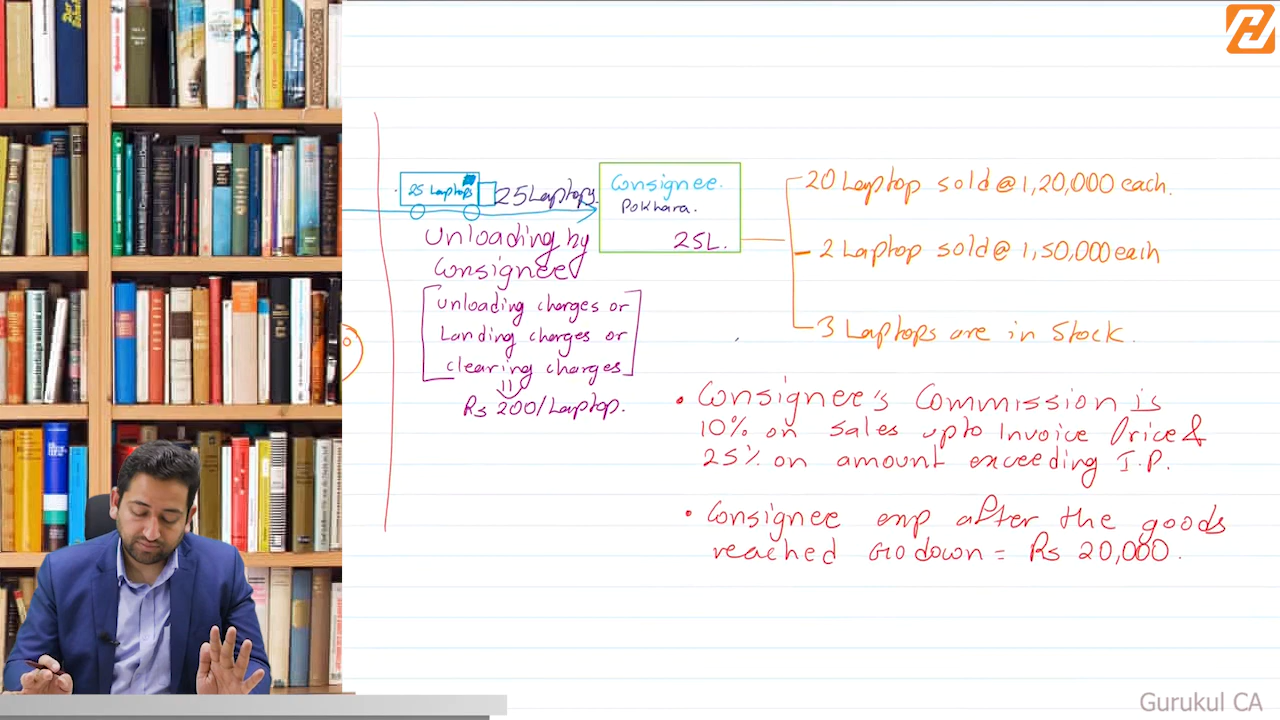 25 Laptops
25 Laptops
Consignee.
Pokhara.
25L.
Unloading by
Consignee
unloading charges or
Landing charges or
clearing charges
Rs 200/Laptop.
20 Laptop sold @ 1,20,000 each.
2 Laptop sold @ 1,50,000 each
3 Laptops are in Stock.
• Consignee's Commission is
10% on sales upto Invoice Price &
25% on amount exceeding I.P.
• Consignee exp after the goods
reached Godown = Rs 20,000.
Gurukul CA